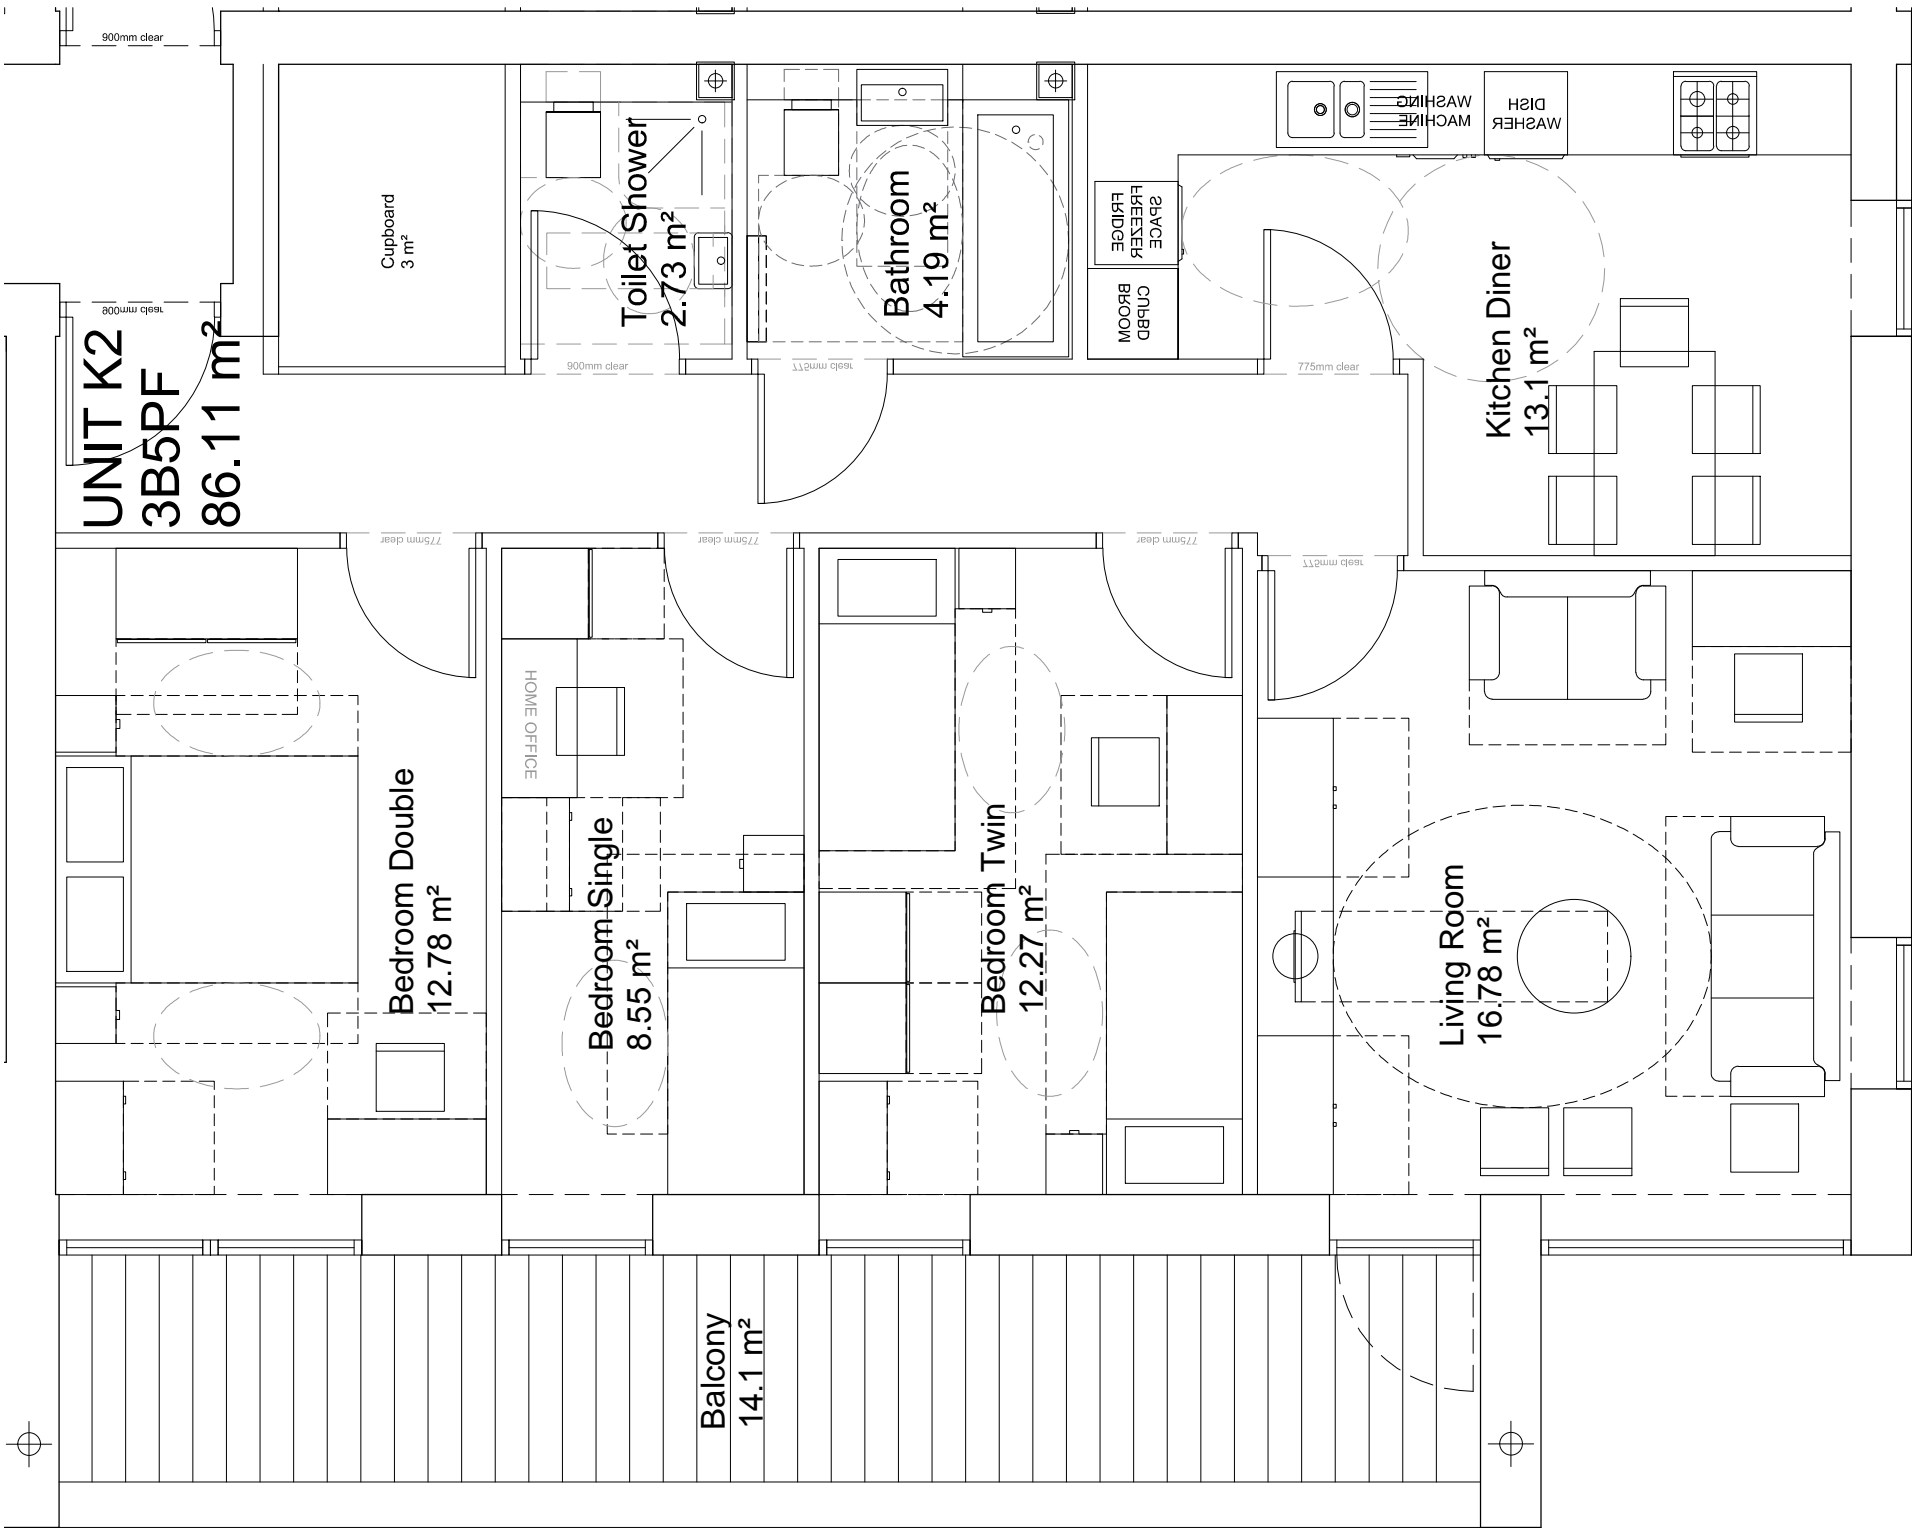 900mm clear
900mm clear
UNIT K2
3B5PF
86.11 m²
Cupboard
3 m²
Toilet Shower
2.73 m²
900mm clear
Bathroom
4.19 m²
775mm clear
WASHING
MACHINE
DISH
WASHER
FRIDGE
FREEZER
SPACE
BROOM
CUPBD
775mm clear
Kitchen Diner
13.1 m²
775mm clear
775mm clear
775mm clear
775mm clear
Bedroom Double
12.78 m²
HOME OFFICE
Bedroom Single
8.55 m²
Bedroom Twin
12.27 m²
Living Room
16.78 m²
Balcony
14.1 m²